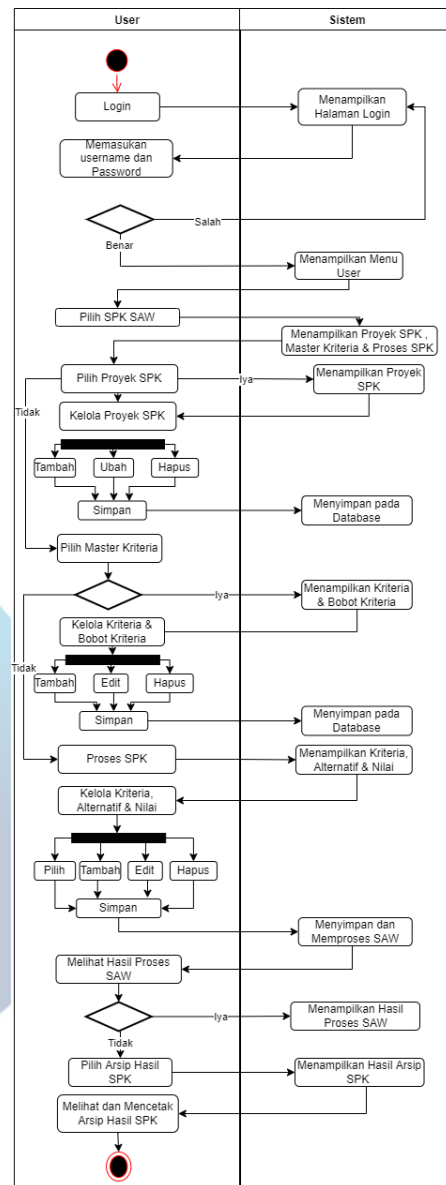 User
Sistem
Login
Menampilkan
Halaman Login
Memasukan
username dan
Password
Salah
Benar
Menampilkan Menu
User
Pilih SPK SAW
Menampilkan Proyek SPK ,
Master Kriteria & Proses SPK
Pilih Proyek SPK
Iya
Menampilkan Proyek
SPK
Tidak
Kelola Proyek SPK
Tambah
Ubah
Hapus
Simpan
Menyimpan pada
Database
Pilih Master Kriteria
Iya
Menampilkan Kriteria
& Bobot Kriteria
Kelola Kriteria &
Bobot Kriteria
Tidak
Tambah
Edit
Hapus
Simpan
Menyimpan pada
Database
Proses SPK
Menampilkan Kriteria,
Alternatif & Nilai
Kelola Kriteria,
Alternatif & Nilai
Pilih
Tambah
Edit
Hapus
Simpan
Menyimpan dan
Memproses SAW
Melihat Hasil Proses
SAW
Iya
Menampilkan Hasil
Proses SAW
Tidak
Pilih Arsip Hasil
SPK
Menampilkan Hasil Arsip
SPK
Melihat dan Mencetak
Arsip Hasil SPK